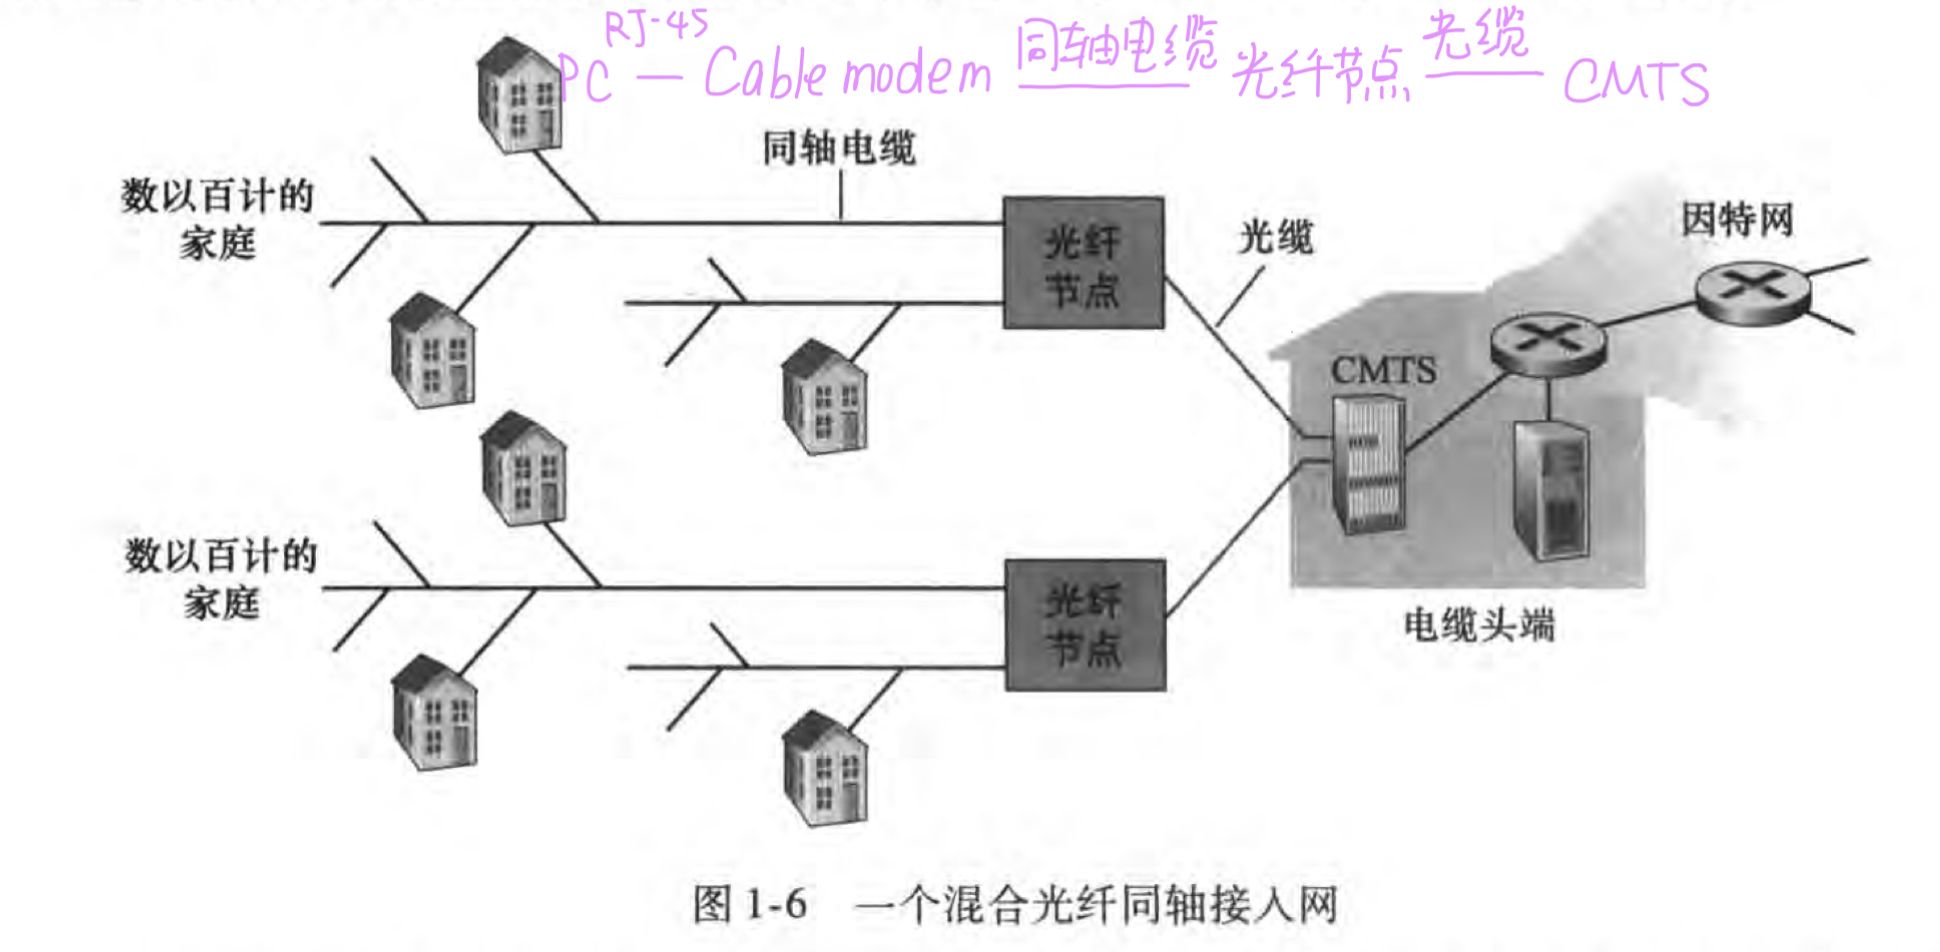 RJ-45
PC — Cable modem 同轴电缆 光纤节点 光缆 CMTS
同轴电缆
数以百计的
家庭
光纤
节点
光缆
因特网
CMTS
数以百计的
家庭
光纤
节点
电缆头端
图 1-6 一个混合光纤同轴接入网